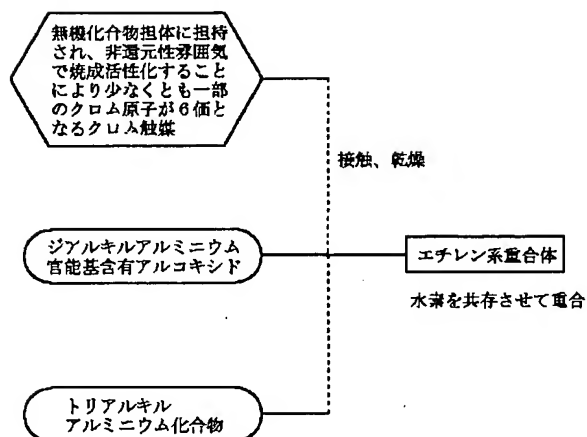 無機化合物担体に担持
され、非還元性雰囲気
で焼成活性化すること
により少なくとも一部
のクロム原子が6価と
なるクロム触媒
接触、乾燥
ジアルキルアルミニウム
官能基含有アルコキシド
エチレン系重合体
水素を共存させて重合
トリアルキル
アルミニウム化合物